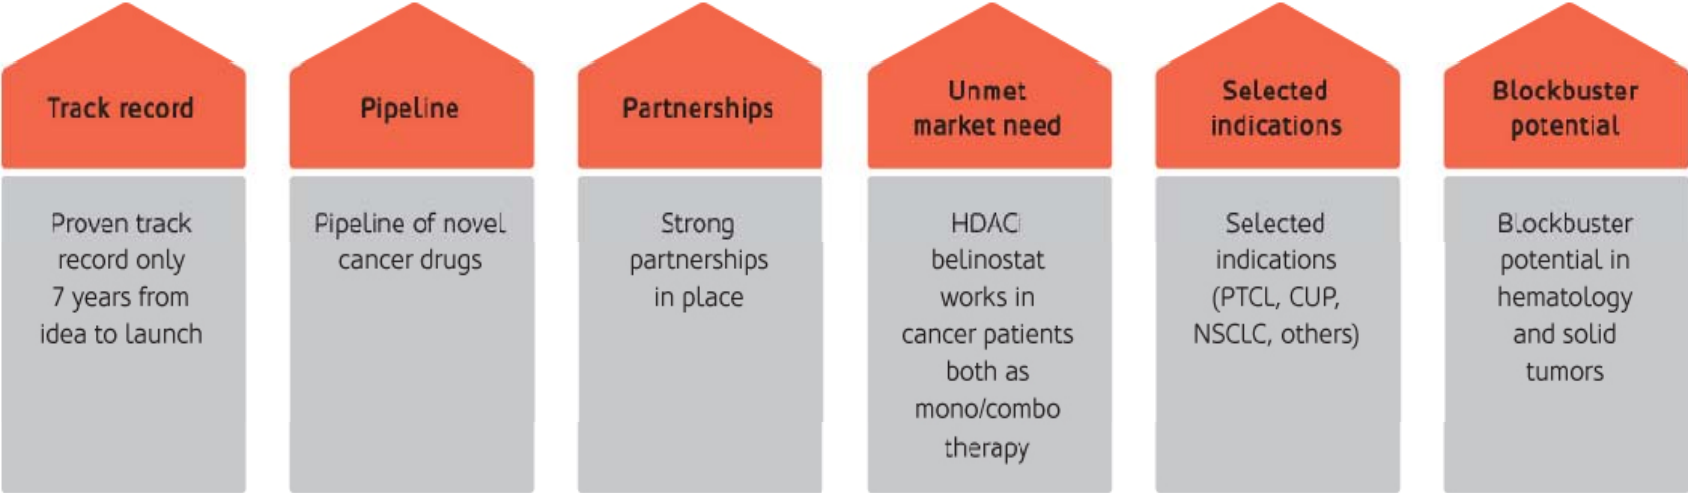 Track record
Proven track
record only
7 years from
idea to launch
Pipeline
Pipeline of novel
cancer drugs
Partnerships
Strong
partnerships
in place
Unmet
market need
HDACi
belinostat
works in
cancer patients
both as
mono/combo
therapy
Selected
indications
Selected
indications
(PTCL, CUP,
NSCLC, others)
Blockbuster
potential
Blockbuster
potential in
hematology
and solid
tumors